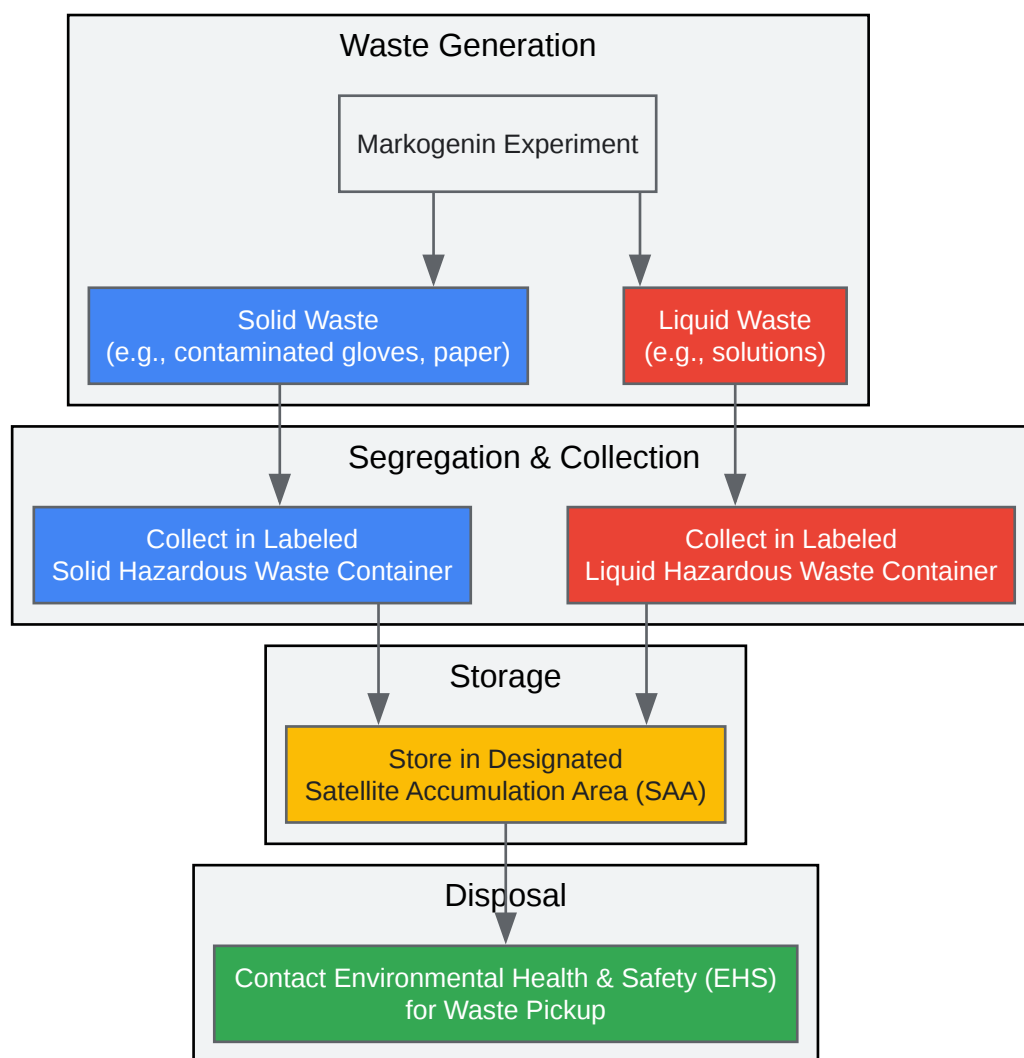 Waste Generation
Markogenin Experiment
Solid Waste
(e.g., contaminated gloves, paper)
Liquid Waste
(e.g., solutions)
Segregation & Collection
Collect in Labeled
Solid Hazardous Waste Container
Collect in Labeled
Liquid Hazardous Waste Container
Storage
Store in Designated
Satellite Accumulation Area (SAA)
Disposal
Contact Environmental Health & Safety (EHS)
for Waste Pickup